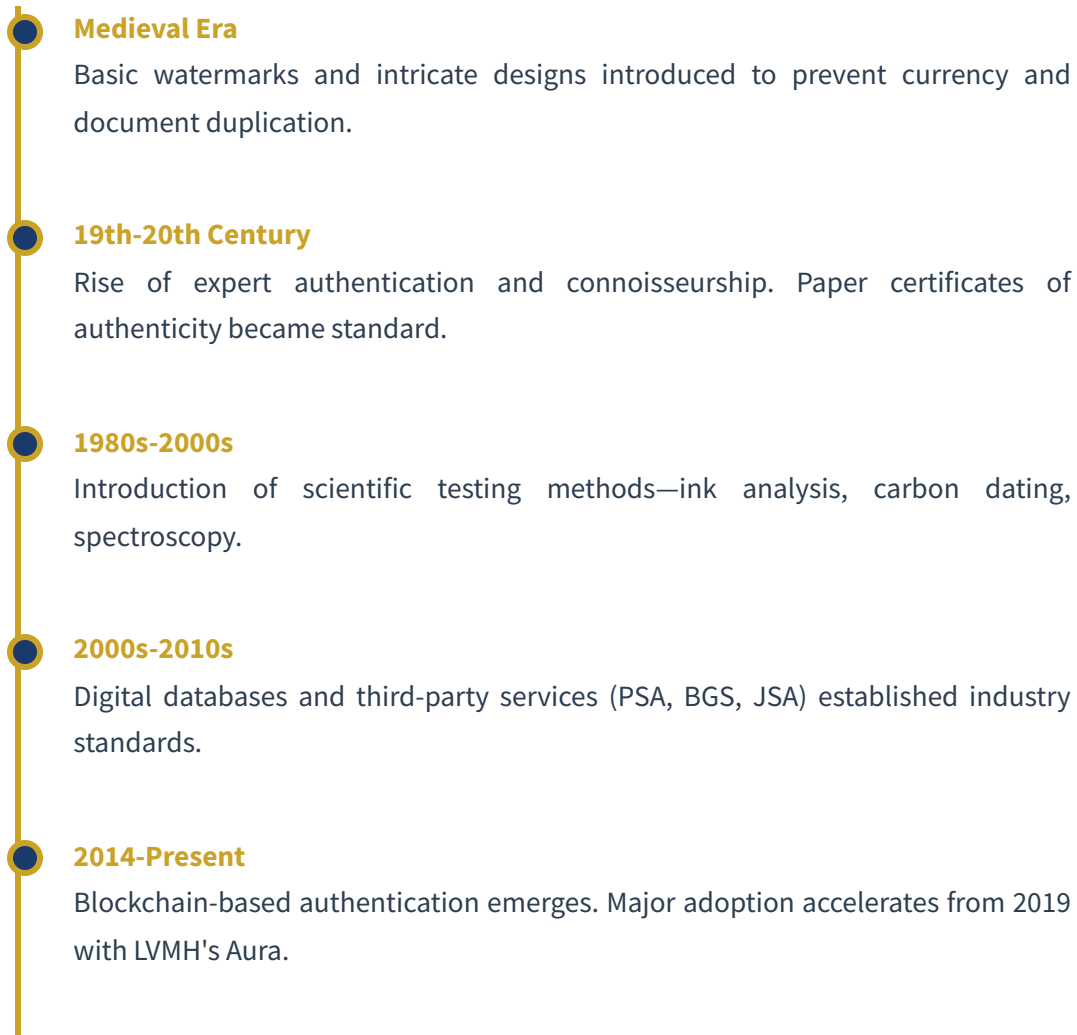 Medieval Era
Basic watermarks and intricate designs introduced to prevent currency and
document duplication.
19th-20th Century
Rise of expert authentication and connoisseurship. Paper certificates of
authenticity became standard.
1980s-2000s
Introduction of scientific testing methods—ink analysis, carbon dating,
spectroscopy.
2000s-2010s
Digital databases and third-party services (PSA, BGS, JSA) established industry
standards.
2014-Present
Blockchain-based authentication emerges. Major adoption accelerates from 2019
with LVMH's Aura.